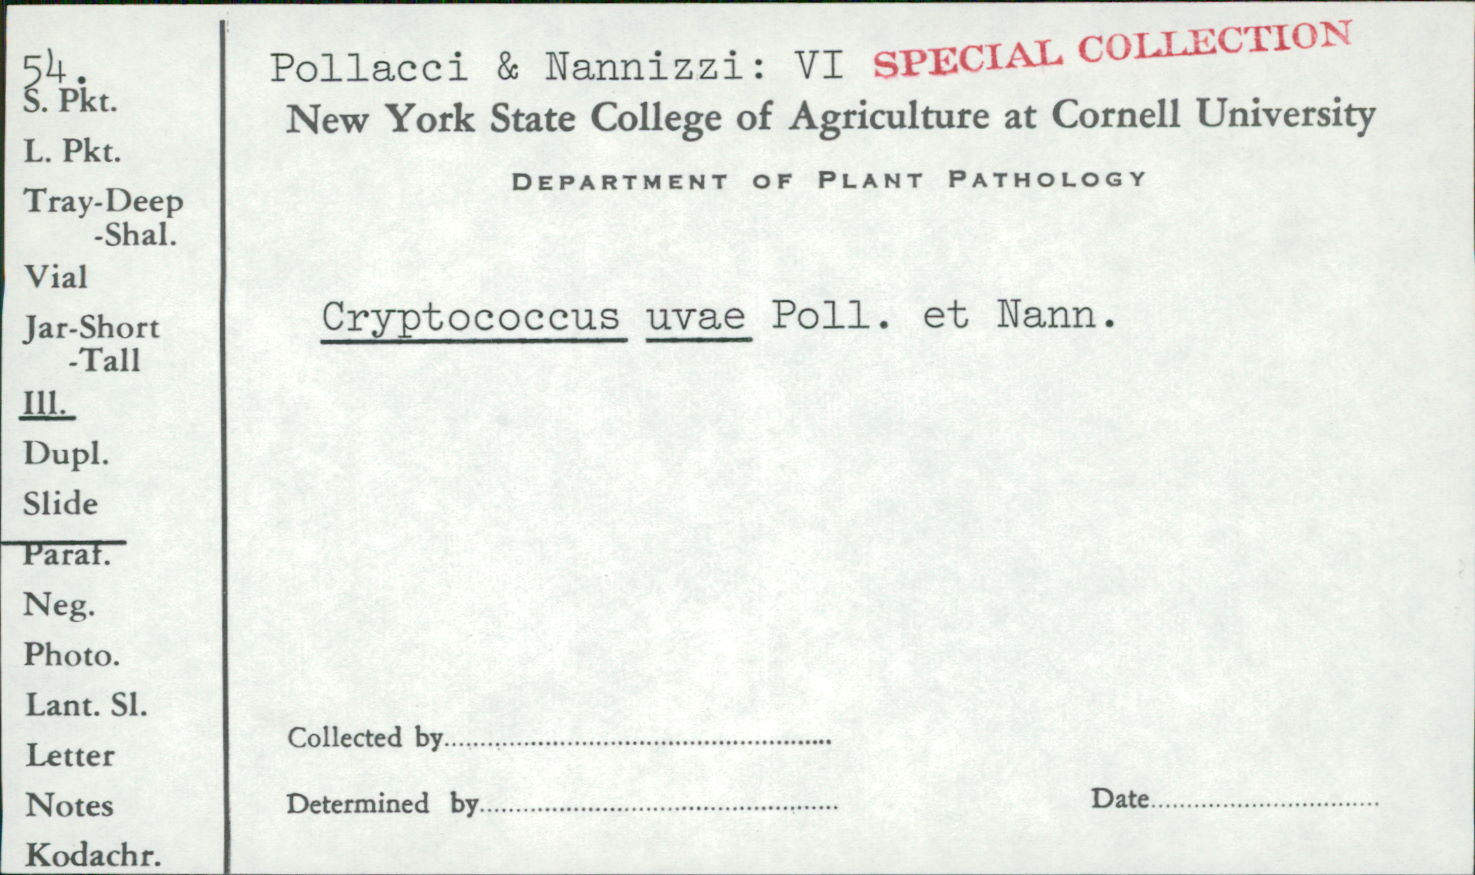 54.
S. Pkt.
L. Pkt.
Tray-Deep
-Shal.
Vial
Jar-Short
-Tall
Ill.
Dupl.
Slide
Paraf.
Neg.
Photo.
Lant. Sl.
Letter
Notes
Kodachr.
Pollacci & Nannizzi: VI SPECIAL COLLECTION
New York State College of Agriculture at Cornell University
DEPARTMENT OF PLANT PATHOLOGY
Cryptococcus uvae Poll. et Nann.
Collected by
Determined by
Date